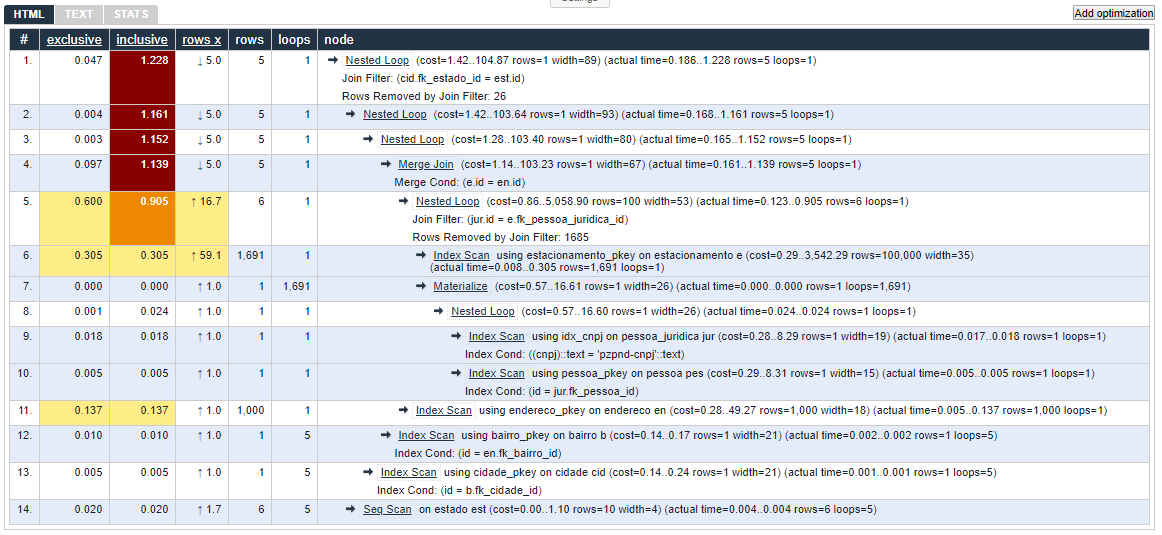 HTML TEXT STATS Add optimization
# exclusive inclusive rows x rows loops node
1. 0.047 1.228 ↓ 5.0 5 1 → Nested Loop (cost=1.42..104.87 rows=1 width=89) (actual time=0.186..1.228 rows=5 loops=1)
Join Filter: (cid.fk_estado_id = est.id)
Rows Removed by Join Filter: 26
2. 0.004 1.161 ↓ 5.0 5 1 → Nested Loop (cost=1.42..103.64 rows=1 width=93) (actual time=0.168..1.161 rows=5 loops=1)
3. 0.003 1.152 ↓ 5.0 5 1 → Nested Loop (cost=1.28..103.40 rows=1 width=80) (actual time=0.165..1.152 rows=5 loops=1)
4. 0.097 1.139 ↓ 5.0 5 1 → Merge Join (cost=1.14..103.23 rows=1 width=67) (actual time=0.161..1.139 rows=5 loops=1)
Merge Cond: (e.id = en.id)
5. 0.600 0.905 ↑ 16.7 6 1 → Nested Loop (cost=0.86..5,058.90 rows=100 width=53) (actual time=0.123..0.905 rows=6 loops=1)
Join Filter: (jur.id = e.fk_pessoa_juridica_id)
Rows Removed by Join Filter: 1685
6. 0.305 0.305 ↑ 59.1 1,691 1 → Index Scan using estacionamento_pkey on estacionamento e (cost=0.29..3,542.29 rows=100,000 width=35)
(actual time=0.008..0.305 rows=1,691 loops=1)
7. 0.000 0.000 ↑ 1.0 1 1,691 → Materialize (cost=0.57..16.61 rows=1 width=26) (actual time=0.000..0.000 rows=1 loops=1,691)
8. 0.001 0.024 ↑ 1.0 1 1 → Nested Loop (cost=0.57..16.60 rows=1 width=26) (actual time=0.024..0.024 rows=1 loops=1)
9. 0.018 0.018 ↑ 1.0 1 1 → Index Scan using idx_cnpj on pessoa_juridica jur (cost=0.28..8.29 rows=1 width=19) (actual time=0.017..0.018 rows=1 loops=1)
Index Cond: ((cnpj)::text = 'pzpnd-cnpj'::text)
10. 0.005 0.005 ↑ 1.0 1 1 → Index Scan using pessoa_pkey on pessoa pes (cost=0.29..8.31 rows=1 width=15) (actual time=0.005..0.005 rows=1 loops=1)
Index Cond: (id = jur.fk_pessoa_id)
11. 0.137 0.137 ↑ 1.0 1,000 1 → Index Scan using endereco_pkey on endereco en (cost=0.28..49.27 rows=1,000 width=18) (actual time=0.005..0.137 rows=1,000 loops=1)
12. 0.010 0.010 ↑ 1.0 1 5 → Index Scan using bairro_pkey on bairro b (cost=0.14..0.17 rows=1 width=21) (actual time=0.002..0.002 rows=1 loops=5)
Index Cond: (id = en.fk_bairro_id)
13. 0.005 0.005 ↑ 1.0 1 5 → Index Scan using cidade_pkey on cidade cid (cost=0.14..0.24 rows=1 width=21) (actual time=0.001..0.001 rows=1 loops=5)
Index Cond: (id = b.fk_cidade_id)
14. 0.020 0.020 ↑ 1.7 6 5 → Seq Scan on estado est (cost=0.00..1.10 rows=10 width=4) (actual time=0.004..0.004 rows=6 loops=5)